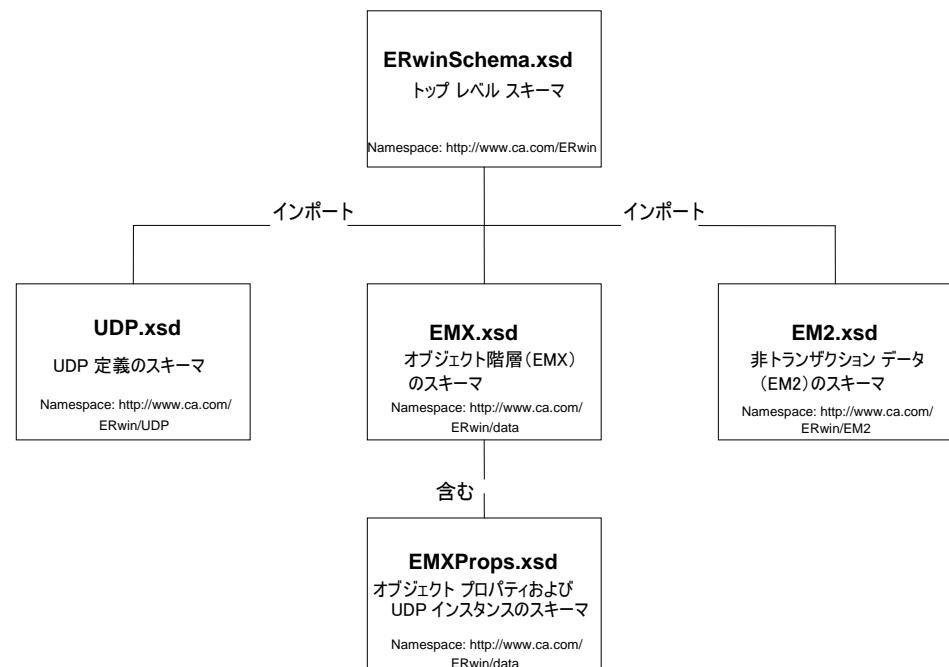 ERwinSchema.xsd
トップ レベル スキーマ
Namespace: http://www.ca.com/ERwin
インポート
インポート
UDP.xsd
UDP 定義のスキーマ
Namespace: http://www.ca.com/
ERwin/UDP
EMX.xsd
オブジェクト階層（EMX）
のスキーマ
Namespace: http://www.ca.com/
ERwin/data
EM2.xsd
非トランザクション データ
（EM2）のスキーマ
Namespace: http://www.ca.com/
ERwin/EM2
含む
EMXProps.xsd
オブジェクト プロパティおよび
UDP インスタンスのスキーマ
Namespace: http://www.ca.com/
ERwin/data